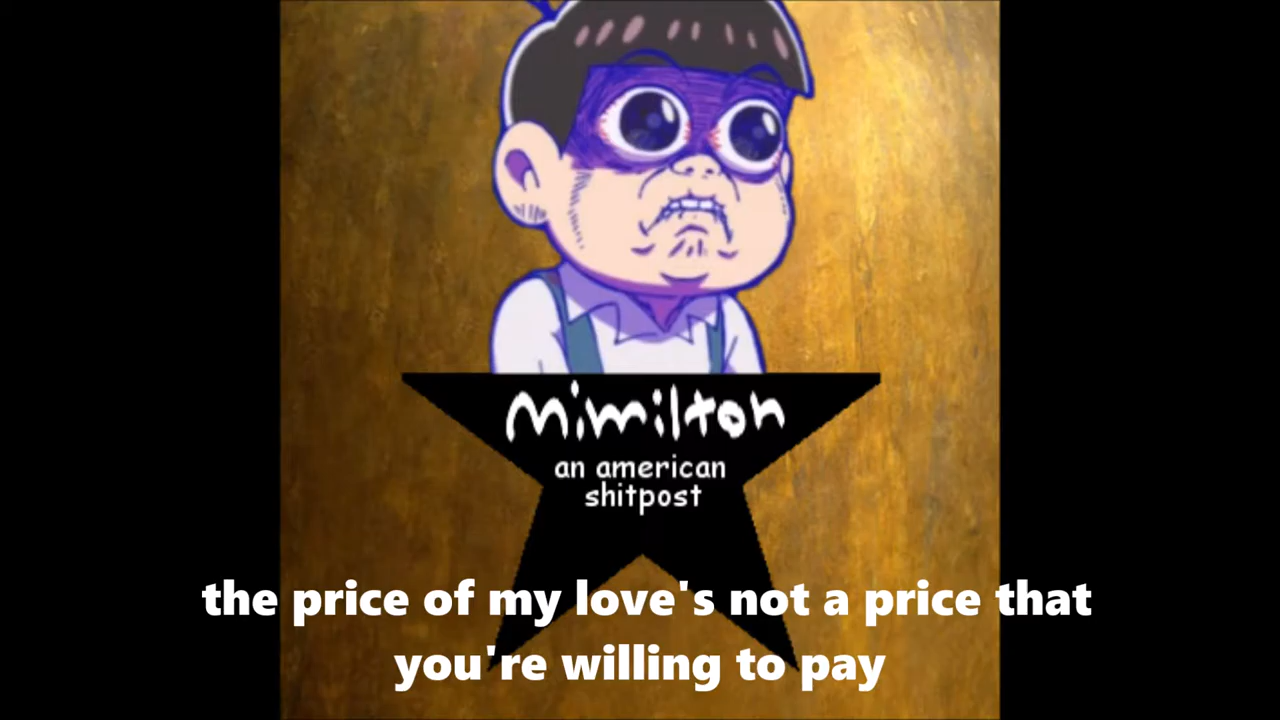 mimilton
an american
shitpost
the price of my love's not a price that
you're willing to pay